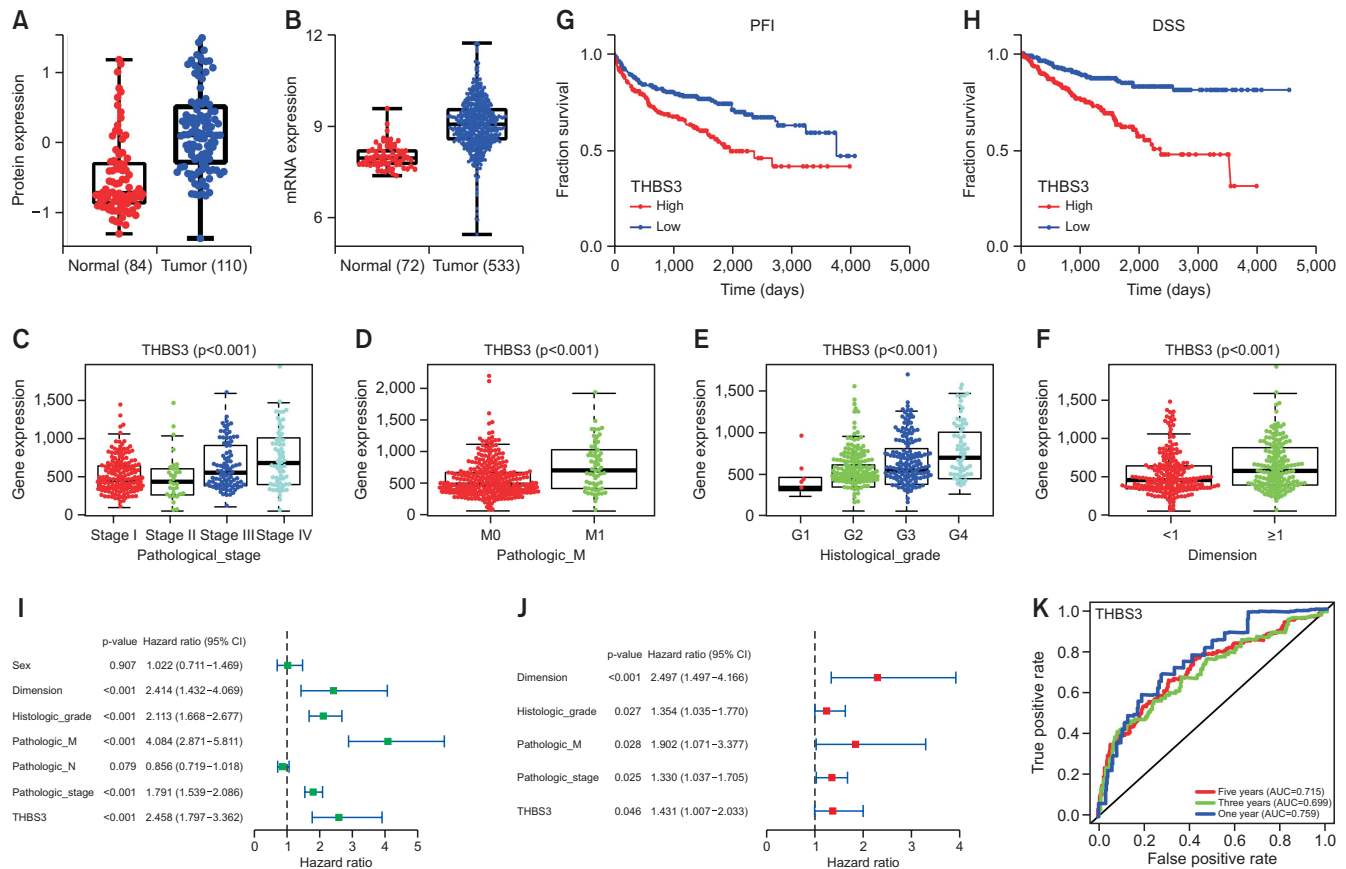 A
Protein expression
1
0
−1
Normal (84) Tumor (110)
B
mRNA expression
12
9
6
Normal (72) Tumor (533)
G
PFI
Fraction survival
1.0
0.5
0.0
THBS3
High
Low
0 1,000 2,000 3,000 4,000 5,000
Time (days)
H
DSS
Fraction survival
1.0
0.5
0.0
THBS3
High
Low
0 1,000 2,000 3,000 4,000 5,000
Time (days)
C
THBS3 (p<0.001)
Gene expression
1,500
1,000
500
0
Stage I Stage II Stage III Stage IV
Pathological_stage
D
THBS3 (p<0.001)
Gene expression
2,000
1,500
1,000
500
0
M0 M1
Pathologic_M
E
THBS3 (p<0.001)
Gene expression
1,500
1,000
500
0
G1 G2 G3 G4
Histological_grade
F
THBS3 (p<0.001)
Gene expression
1,500
1,000
500
0
<1 ≥1
Dimension
I
p-value Hazard ratio (95% CI)
Sex 0.907 1.022 (0.711−1.469)
Dimension <0.001 2.414 (1.432−4.069)
Histologic_grade <0.001 2.113 (1.668−2.677)
Pathologic_M <0.001 4.084 (2.871−5.811)
Pathologic_N 0.079 0.856 (0.719−1.018)
Pathologic_stage <0.001 1.791 (1.539−2.086)
THBS3 <0.001 2.458 (1.797−3.362)
0 1 2 3 4 5
Hazard ratio
J
p-value Hazard ratio (95% CI)
Dimension <0.001 2.497 (1.497−4.166)
Histologic_grade 0.027 1.354 (1.035−1.770)
Pathologic_M 0.028 1.902 (1.071−3.377)
Pathologic_stage 0.025 1.330 (1.037−1.705)
THBS3 0.046 1.431 (1.007−2.033)
0 1 2 3 4
Hazard ratio
K
THBS3
True positive rate
1.0
0.8
0.6
0.4
0.2
0.0
Five years (AUC=0.715)
Three years (AUC=0.699)
One year (AUC=0.759)
0.0 0.2 0.4 0.6 0.8 1.0
False positive rate